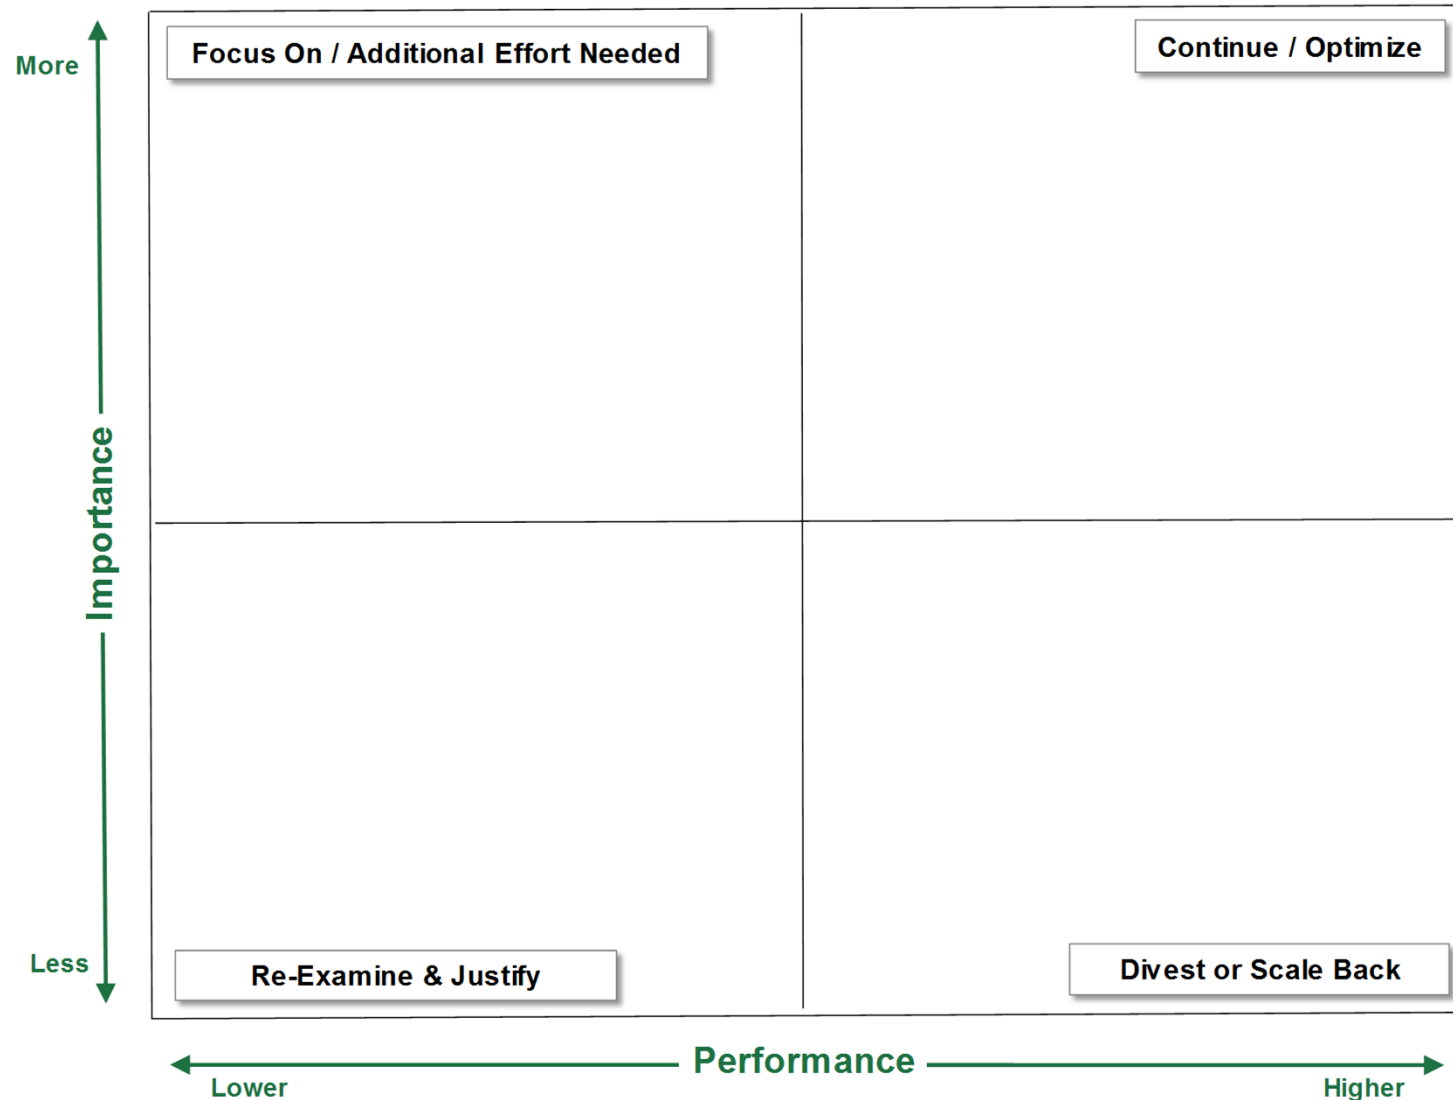 More
Focus On / Additional Effort Needed
Continue / Optimize
Importance
Less
Re-Examine & Justify
Divest or Scale Back
Performance
Lower
Higher